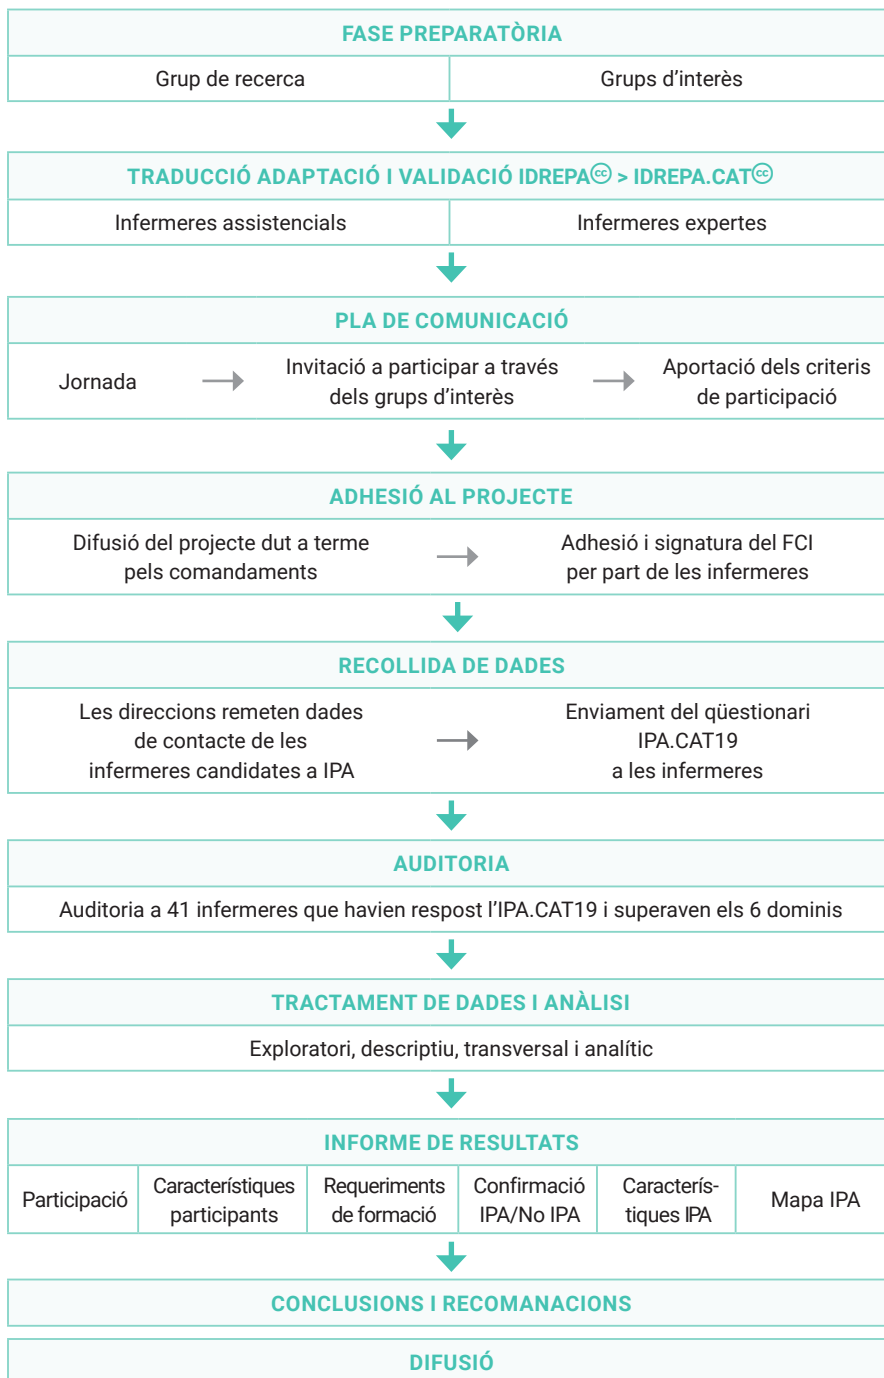 FASE PREPARATÒRIA
Grup de recerca
Grups d’interès
TRADUCCIÓ ADAPTACIÓ I VALIDACIÓ IDREPA㏄ > IDREPA.CAT㏄
Infermeres assistencials
Infermeres expertes
PLA DE COMUNICACIÓ
Jornada
Invitació a participar a través
dels grups d’interès
Aportació dels criteris
de participació
ADHESIÓ AL PROJECTE
Difusió del projecte dut a terme
pels comandaments
Adhesió i signatura del FCI
per part de les infermeres
RECOLLIDA DE DADES
Les direccions remeten dades
de contacte de les
infermeres candidates a IPA
Enviament del qüestionari
IPA.CAT19
a les infermeres
AUDITORIA
Auditoria a 41 infermeres que havien respost l’IPA.CAT19 i superaven els 6 dominis
TRACTAMENT DE DADES I ANÀLISI
Exploratori, descriptiu, transversal i analític
INFORME DE RESULTATS
Participació
Característiques
participants
Requeriments
de formació
Confirmació
IPA/No IPA
Caracterís-
tiques IPA
Mapa IPA
CONCLUSIONS I RECOMANACIONS
DIFUSIÓ